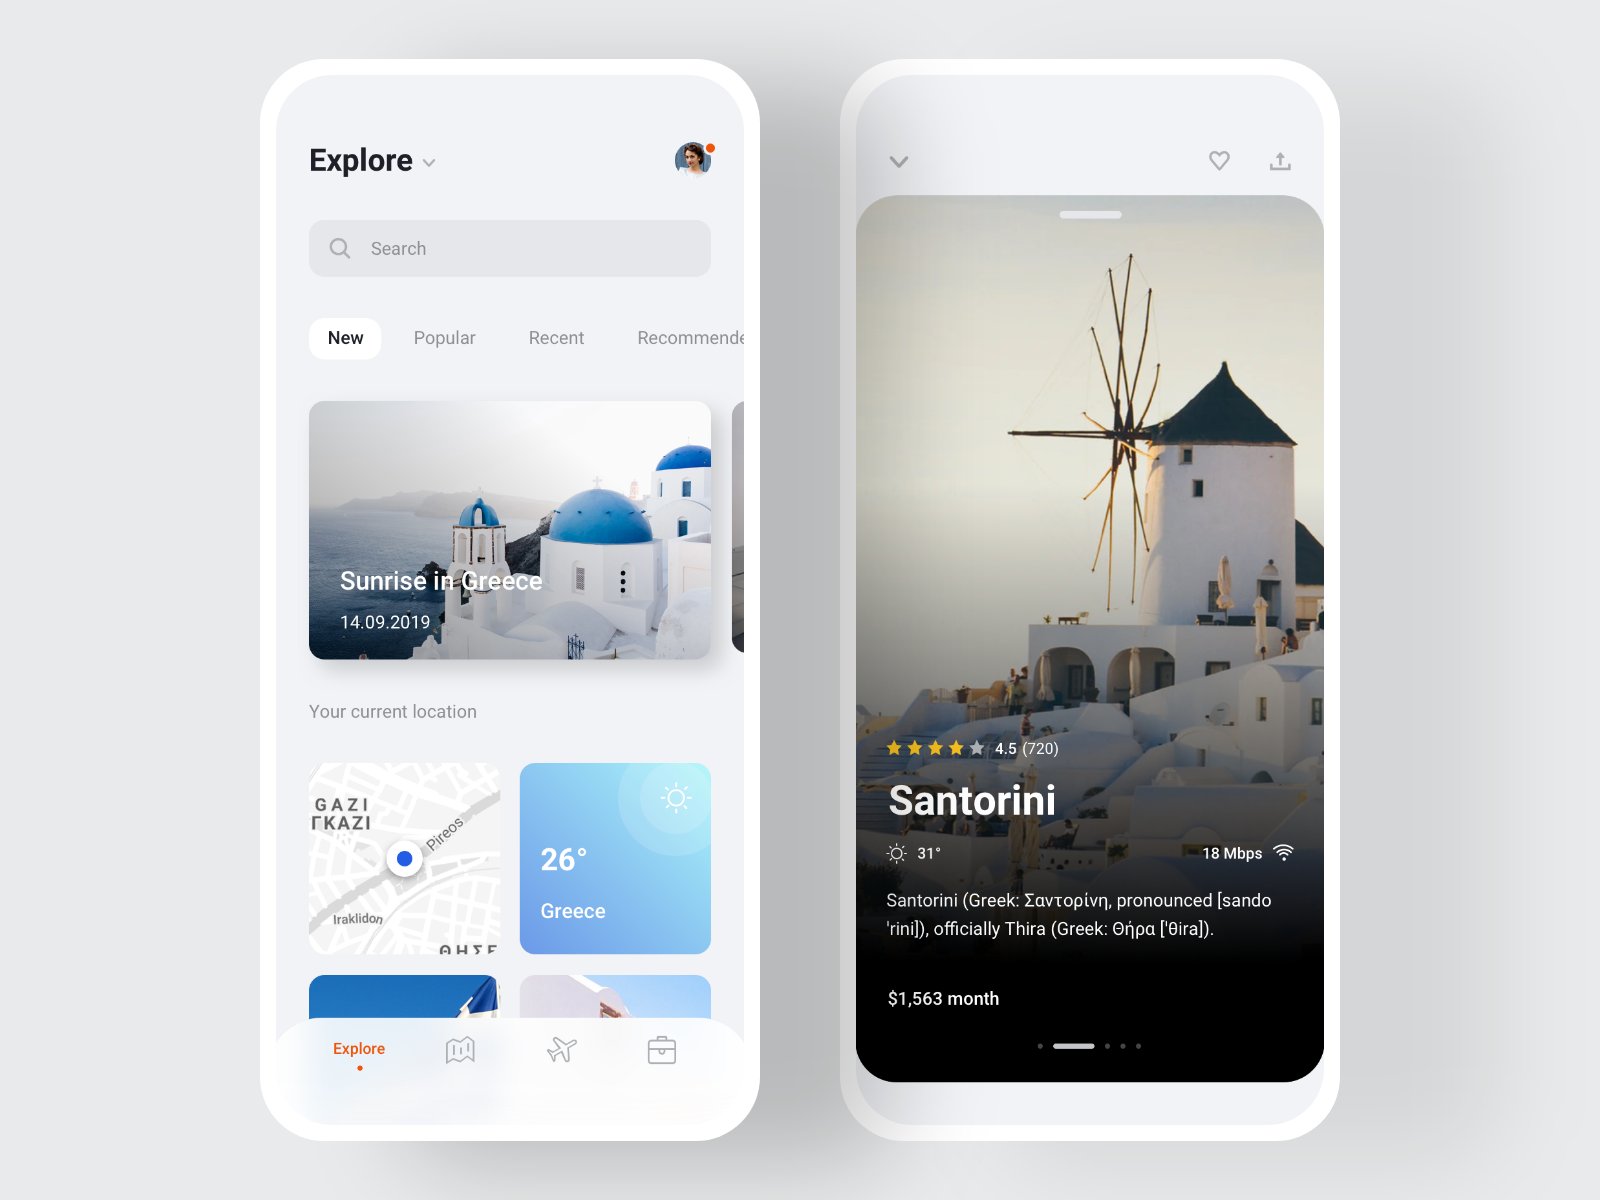 Explore
Search
New Popular Recent Recommende
Sunrise in Greece
14.09.2019
Your current location
GAZI
ΓKAZI
Pireos
Iraklidon
ΘΗΣΕ
26°
Greece
Explore
4.5 (720)
Santorini
31°
18 Mbps
Santorini (Greek: Σαντορίνη, pronounced [sando
'rini]), officially Thira (Greek: Θήρα ['θira]).
$1,563 month